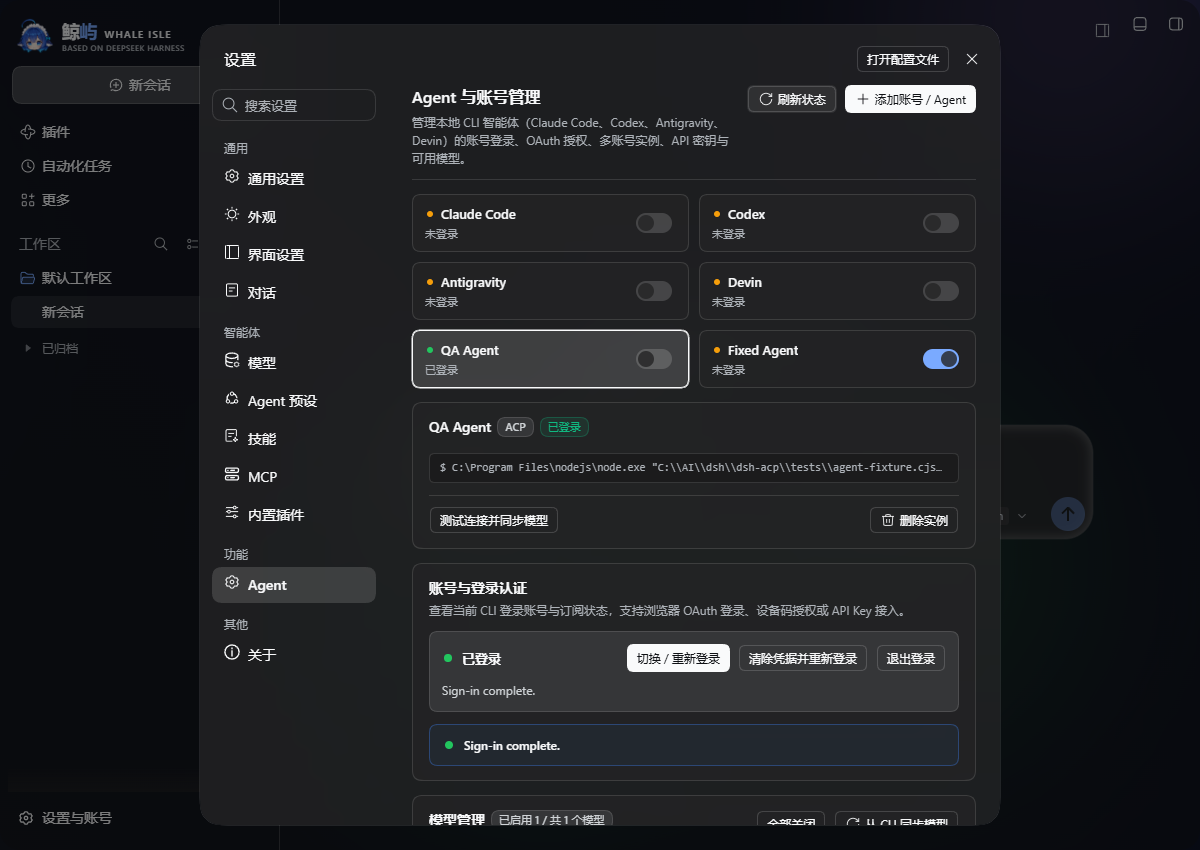 鲸屿 WHALE ISLE
BASED ON DEEPSEEK HARNESS
新会话
插件
自动化任务
更多
工作区
默认工作区
新会话
已归档
设置与账号
设置
打开配置文件
搜索设置
通用
通用设置
外观
界面设置
对话
智能体
模型
Agent 预设
技能
MCP
内置插件
功能
Agent
其他
关于
Agent 与账号管理
刷新状态
添加账号 / Agent
管理本地 CLI 智能体（Claude Code、Codex、Antigravity、
Devin）的账号登录、OAuth 授权、多账号实例、API 密钥与
可用模型。
Claude Code
未登录
Codex
未登录
Antigravity
未登录
Devin
未登录
QA Agent
已登录
Fixed Agent
未登录
QA Agent ACP 已登录
$ C:\Program Files\nodejs\node.exe "C:\\AI\\dsh\\dsh-acp\\tests\\agent-fixture.cjs…
测试连接并同步模型
删除实例
账号与登录认证
查看当前 CLI 登录账号与订阅状态，支持浏览器 OAuth 登录、设备码授权或 API Key 接入。
已登录
切换 / 重新登录
清除凭据并重新登录
退出登录
Sign-in complete.
Sign-in complete.
模型管理 已启用 1 / 共 1 个模型
全部关闭
从 CLI 同步模型